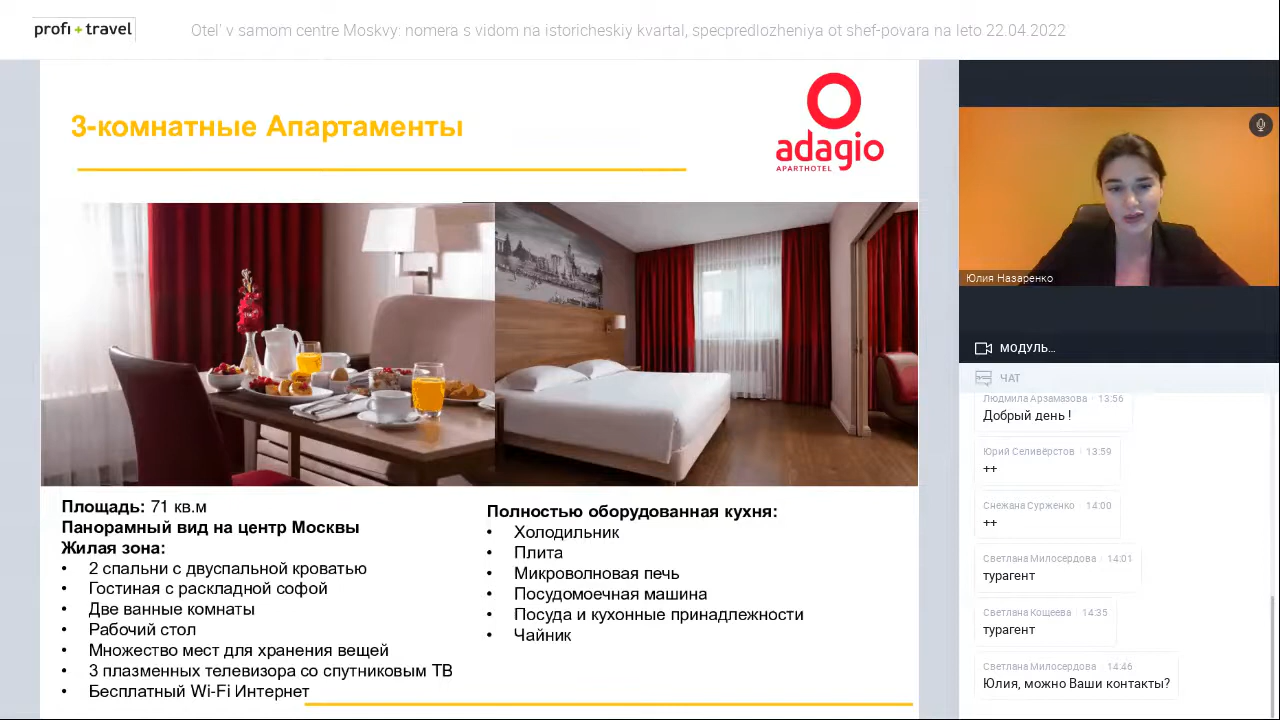 profi + travel
Otel' v samom centre Moskvy: nomera s vidom na istoricheskiy kvartal, specpredlozheniya ot shef-povara na leto 22.04.2022
3-комнатные Апартаменты
adagio
APARTHOTEL
Площадь: 71 кв.м
Панорамный вид на центр Москвы
Жилая зона:
• 2 спальни с двуспальной кроватью
• Гостиная с раскладной софой
• Две ванные комнаты
• Рабочий стол
• Множество мест для хранения вещей
• 3 плазменных телевизора со спутниковым ТВ
• Бесплатный Wi-Fi Интернет
Полностью оборудованная кухня:
• Холодильник
• Плита
• Микроволновая печь
• Посудомоечная машина
• Посуда и кухонные принадлежности
• Чайник
Юлия Назаренко
МОДУЛЬ...
ЧАТ
Людмила Арзамазова 13:56
Добрый день !
Юрий Селивёрстов 13:59
++
Снежана Сурженко 14:00
++
Светлана Милосердова 14:01
турагент
Светлана Кощеева 14:35
турагент
Светлана Милосердова 14:46
Юлия, можно Ваши контакты?